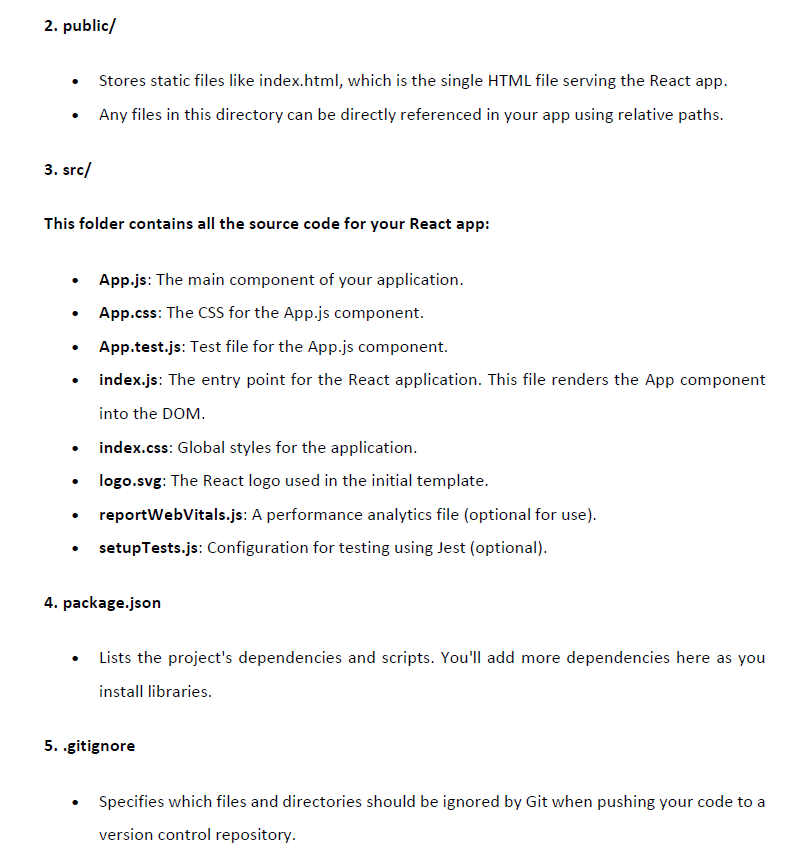 2. public/
• Stores static files like index.html, which is the single HTML file serving the React app.
• Any files in this directory can be directly referenced in your app using relative paths.
3. src/
This folder contains all the source code for your React app:
• App.js: The main component of your application.
• App.css: The CSS for the App.js component.
• App.test.js: Test file for the App.js component.
• index.js: The entry point for the React application. This file renders the App component
into the DOM.
• index.css: Global styles for the application.
• logo.svg: The React logo used in the initial template.
• reportWebVitals.js: A performance analytics file (optional for use).
• setupTests.js: Configuration for testing using Jest (optional).
4. package.json
• Lists the project's dependencies and scripts. You'll add more dependencies here as you
install libraries.
5. .gitignore
• Specifies which files and directories should be ignored by Git when pushing your code to a
version control repository.